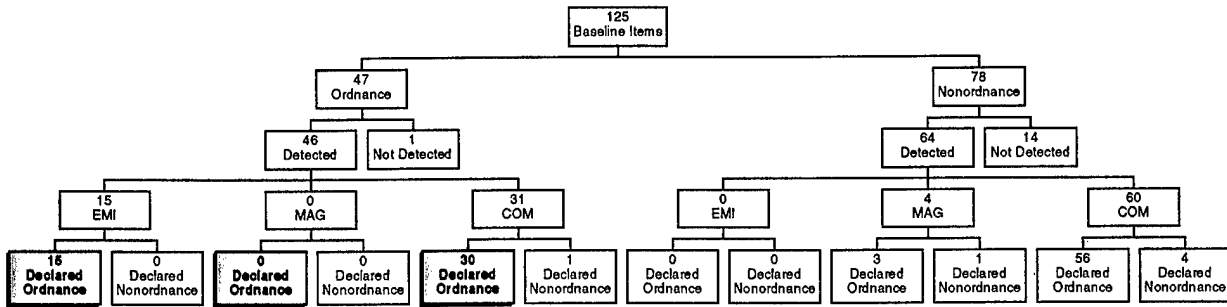 125
Baseline Items
47
Ordnance
78
Nonordnance
46
Detected
1
Not Detected
64
Detected
14
Not Detected
15
EMI
0
MAG
31
COM
0
EMI
4
MAG
60
COM
15
Declared
Ordnance
0
Declared
Nonordnance
0
Declared
Ordnance
0
Declared
Nonordnance
30
Declared
Ordnance
1
Declared
Nonordnance
0
Declared
Ordnance
0
Declared
Nonordnance
3
Declared
Ordnance
1
Declared
Nonordnance
56
Declared
Ordnance
4
Declared
Nonordnance